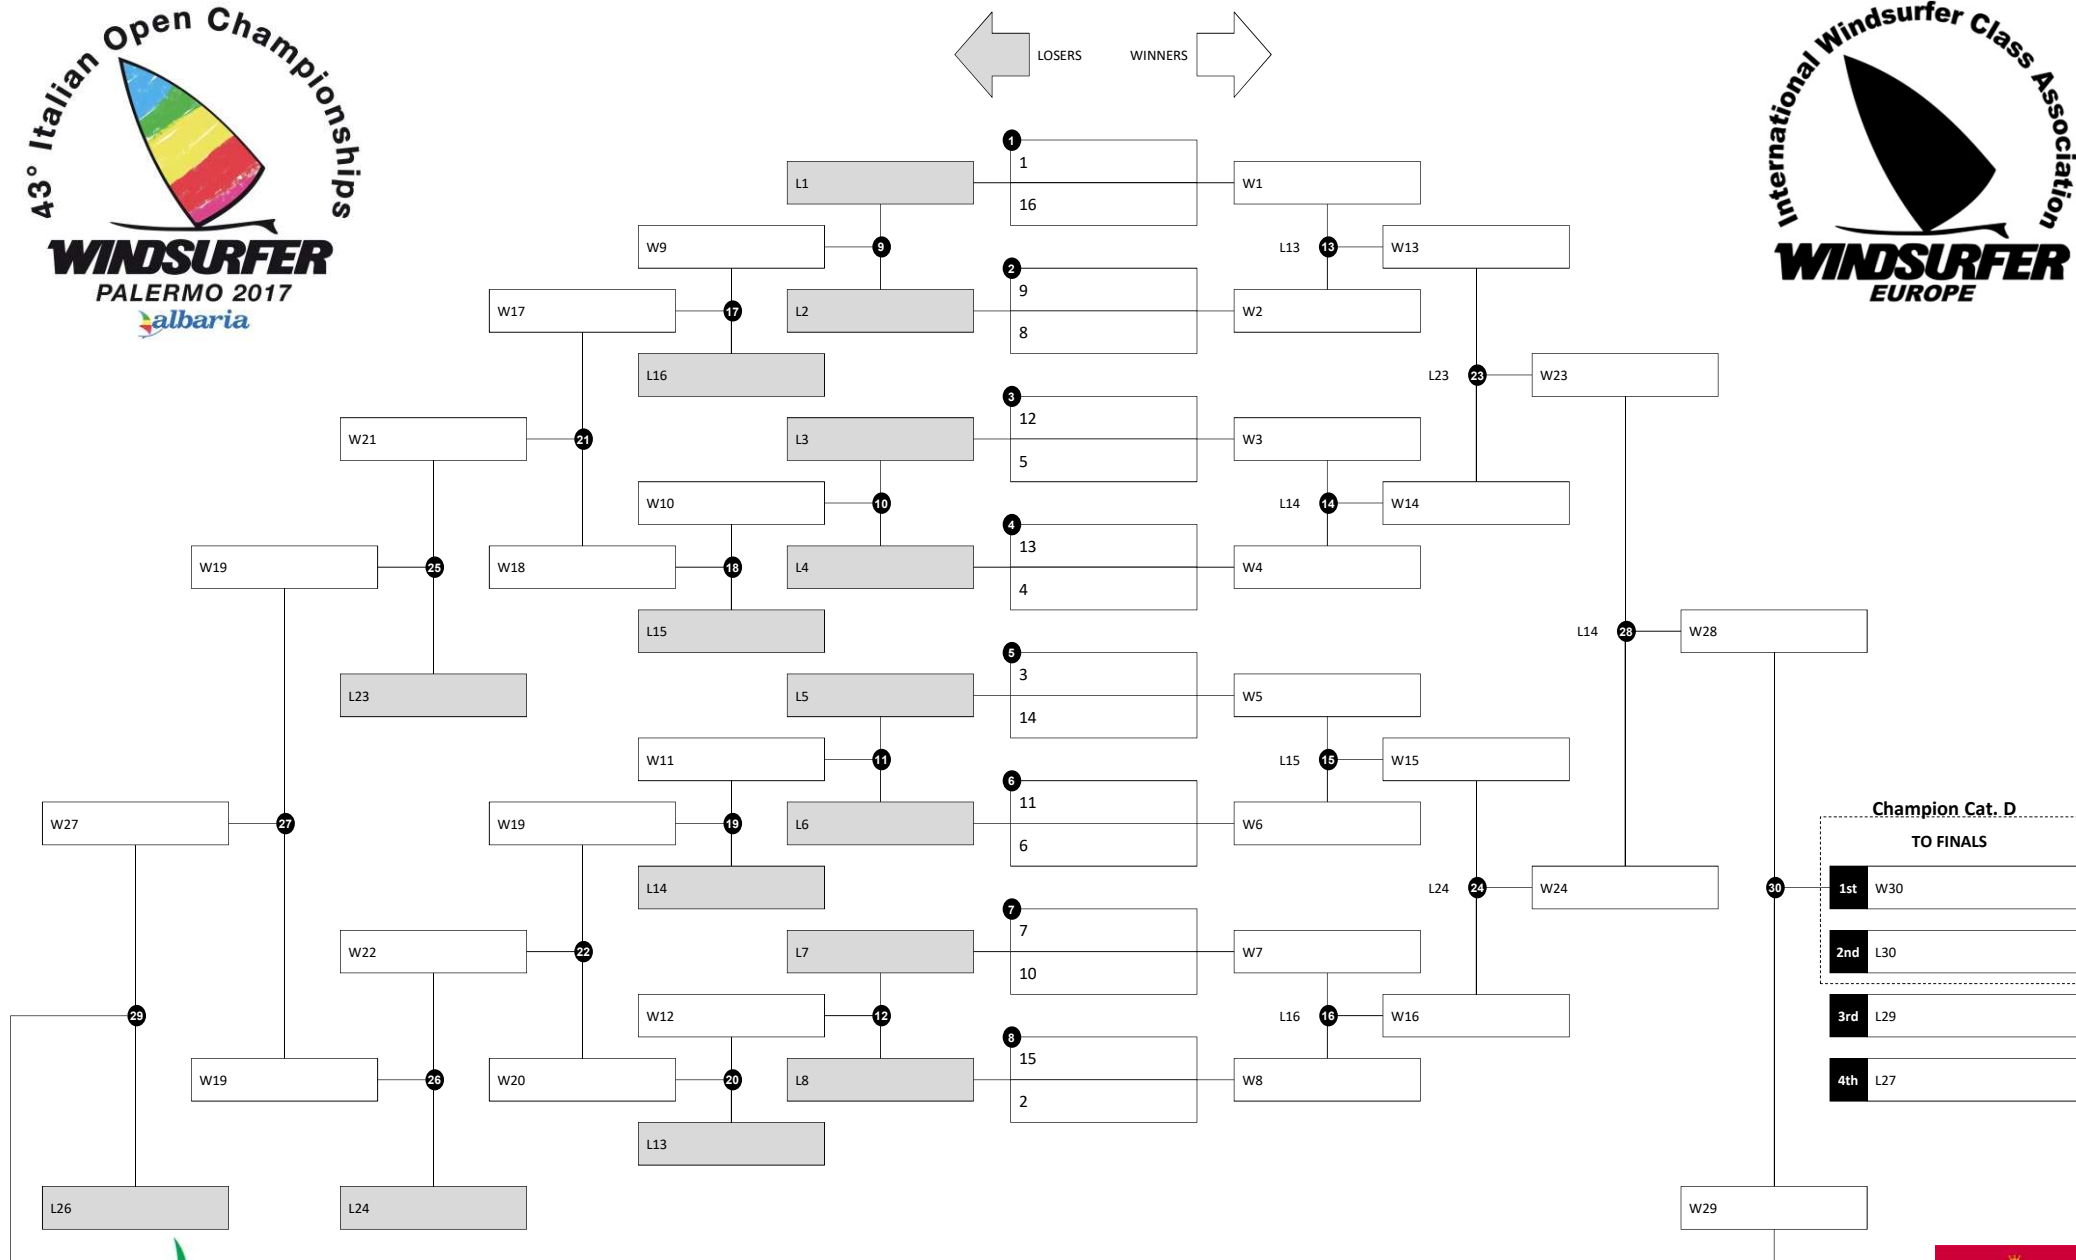 43° Italian Open Championships
WINDSURFER
PALERMO 2017
albaria
LOSERS WINNERS
International Windsurfer Class Association
WINDSURFER
EUROPE
1
1
L1 W1
16
W9 9 L13 13 W13
2
9
W17 17 L2 W2
8
L16 L23 23 W23
3
12
W21 21 L3 W3
5
W10 10 L14 14 W14
4
13
W19 25 W18 18 L4 W4
4
L15 L14 28 W28
5
3
L23 L5 W5
14
W11 11 L15 15 W15
6
11
W27 27 W19 19 L6 W6
6
Champion Cat. D
TO FINALS
L14 L24 24 W24 30 1st W30
7
7
W22 22 L7 W7 2nd L30
10
29 W12 12 L16 16 W16 3rd L29
8
15
W19 26 W20 20 L8 W8 4th L27
2
L13
L26 L24 W29